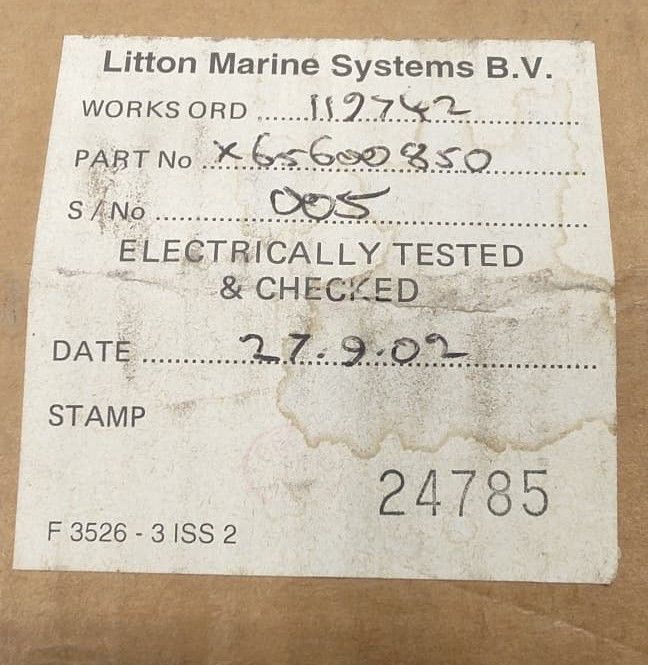 Litton Marine Systems B.V.
WORKS ORD 119742
PART No X65600850
S/No 005
ELECTRICALLY TESTED
& CHECKED
DATE 27.9.02
STAMP
24785
F 3526 - 3 ISS 2